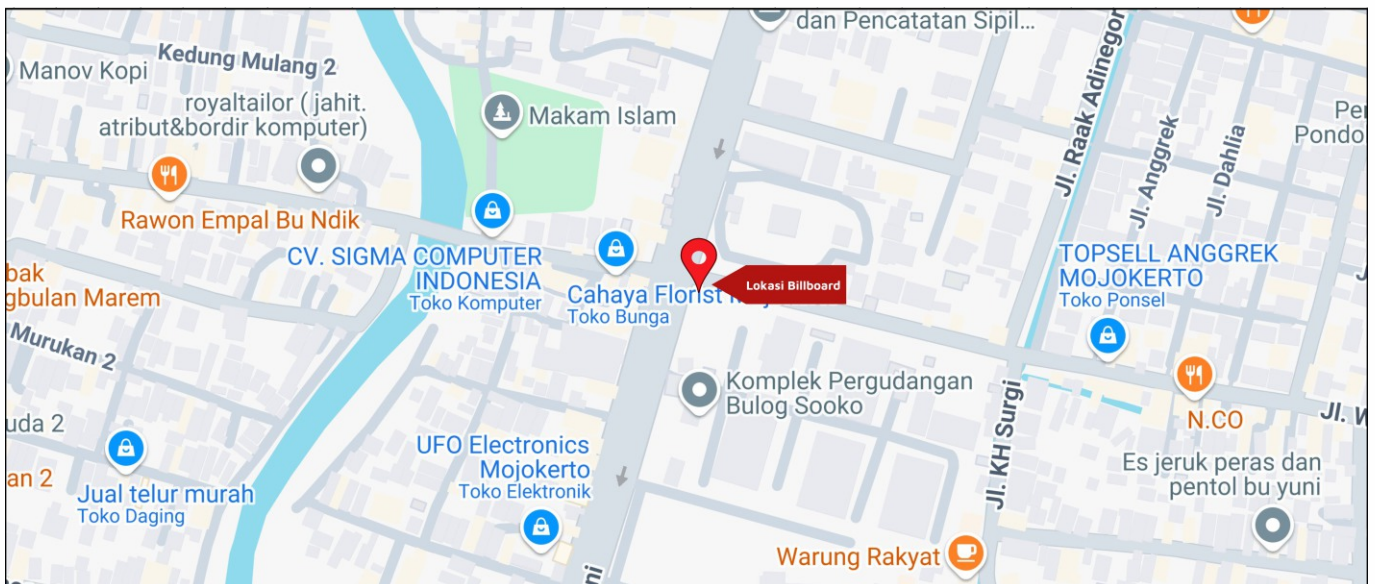 dan Pencatatan Sipil...
Kedung Mulang 2
Manov Kopi
royaltailor ( jahit.
atribut&bordir komputer)
Makam Islam
Jl. Raak Adinegor
Jl. Anggrek
Jl. Dahlia
Per
Pondo
Rawon Empal Bu Ndik
CV. SIGMA COMPUTER
INDONESIA
Toko Komputer
Cahaya Florist
Toko Bunga
Lokasi Billboard
TOPSELL ANGGREK
MOJOKERTO
Toko Ponsel
bak
gbulan Marem
Murukan 2
Komplek Pergudangan
Bulog Sooko
N.CO
Jl. W
Jl. KH Surgi
uda 2
an 2
Jual telur murah
Toko Daging
UFO Electronics
Mojokerto
Toko Elektronik
Es jeruk peras dan
pentol bu yuni
Warung Rakyat
ni